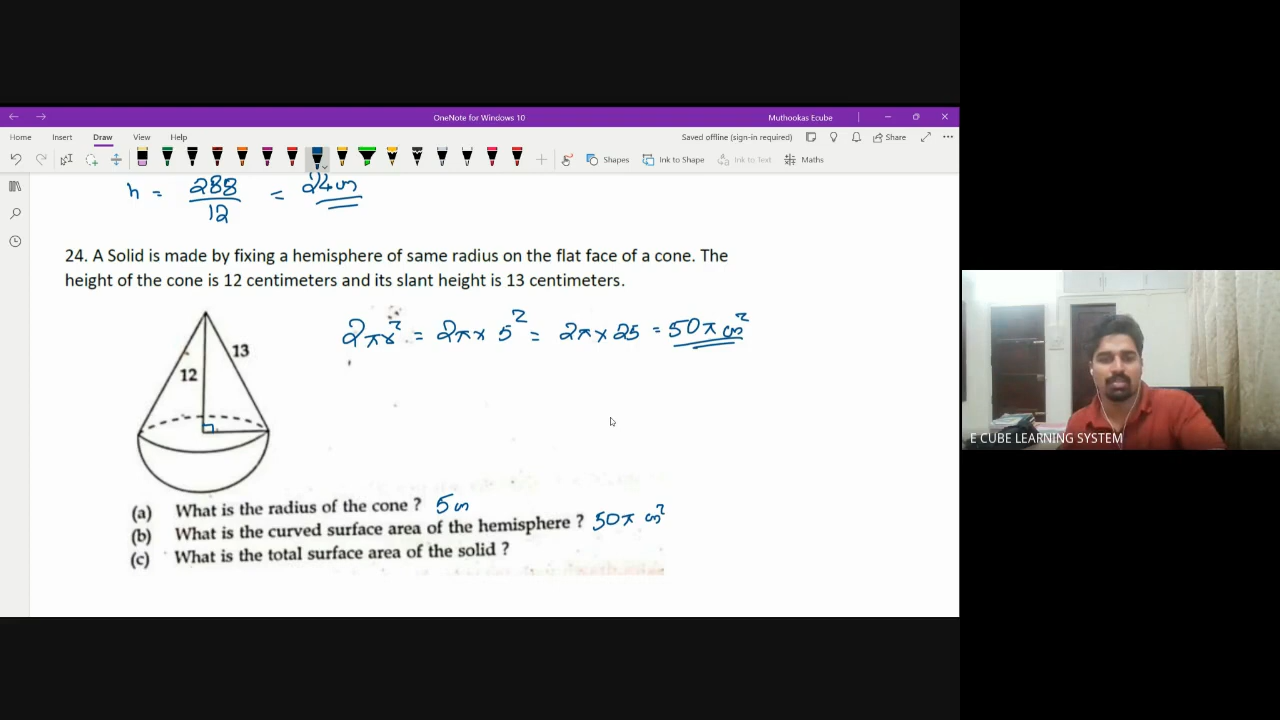 OneNote for Windows 10
Muthookas Ecube
Home Insert Draw View Help
Saved offline (sign-in required)
Share
Shapes
Ink to Shape
Ink to Text
Maths
h = 288/12 = 24cm
24. A Solid is made by fixing a hemisphere of same radius on the flat face of a cone. The
height of the cone is 12 centimeters and its slant height is 13 centimeters.
2πr² = 2π × 5² = 2π × 25 = 50π cm²
13
12
(a) What is the radius of the cone ? 5cm
(b) What is the curved surface area of the hemisphere ? 50π cm²
(c) What is the total surface area of the solid ?
E CUBE LEARNING SYSTEM